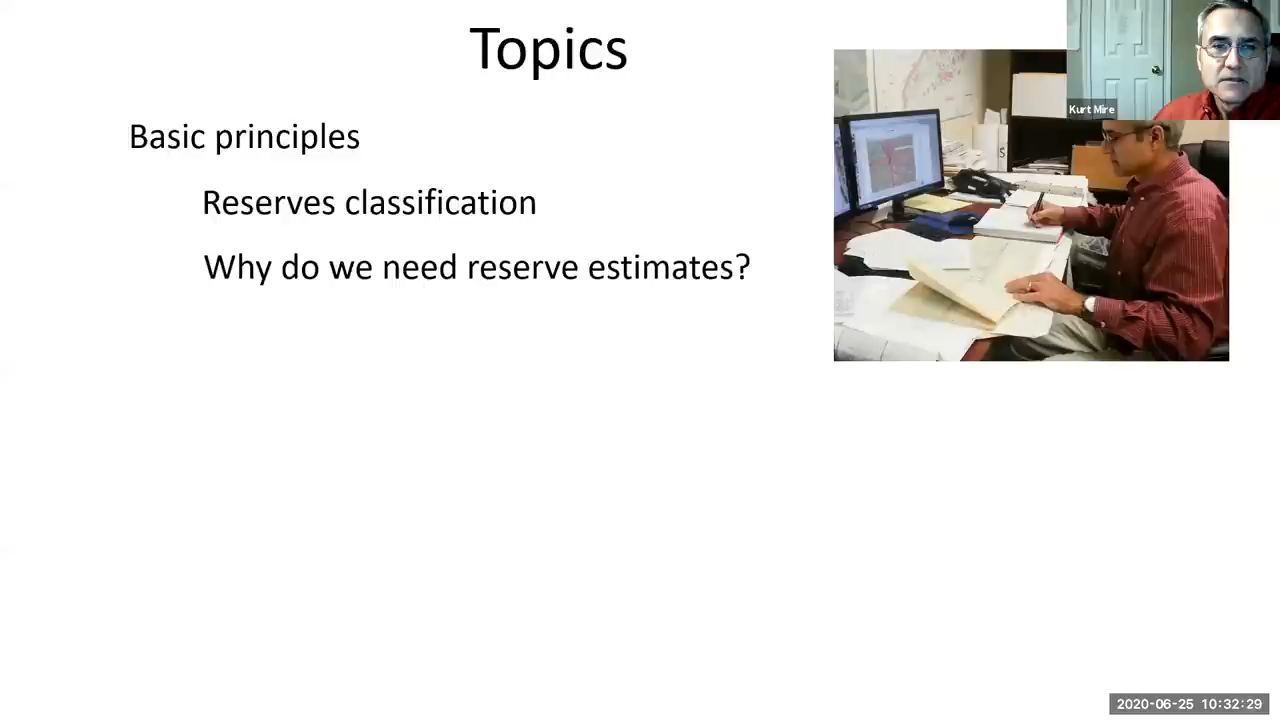 Topics
Basic principles
Reserves classification
Why do we need reserve estimates?
Kurt Mire
2020-06-25 10:32:29